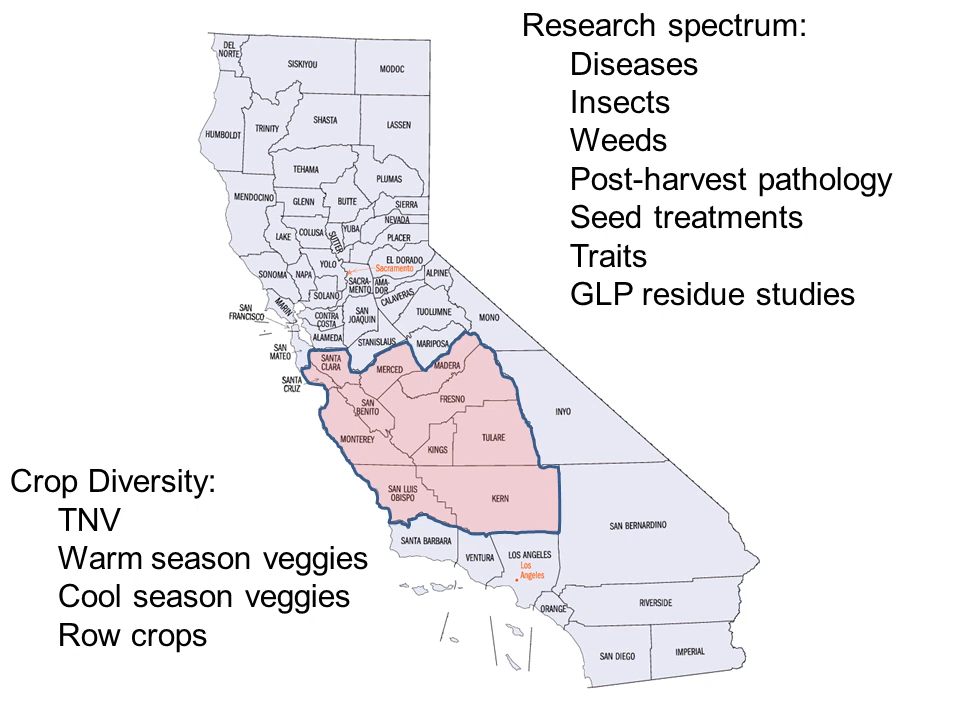 Research spectrum:
Diseases
Insects
Weeds
Post-harvest pathology
Seed treatments
Traits
GLP residue studies
DEL
NORTE
SISKIYOU
MODOC
HUMBOLDT
TRINITY
SHASTA
LASSEN
TEHAMA
PLUMAS
MENDOCINO
GLENN
BUTTE
SIERRA
NEVADA
YUBA
LAKE
COLUSA
SUTTER
PLACER
EL DORADO
Sacramento
SONOMA
NAPA
YOLO
SACRA-
MENTO
AMA-
DOR
ALPINE
SOLANO
CALAVERAS
MARIN
SAN
FRANCISCO
CONTRA
COSTA
SAN
JOAQUIN
TUOLUMNE
MONO
ALAMEDA
STANISLAUS
MARIPOSA
SAN
MATEO
SANTA
CLARA
MERCED
MADERA
SANTA
CRUZ
SAN
BENITO
FRESNO
INYO
MONTEREY
KINGS
TULARE
SAN LUIS
OBISPO
KERN
SAN BERNARDINO
SANTA BARBARA
VENTURA
LOS ANGELES
Los
Angeles
ORANGE
RIVERSIDE
SAN DIEGO
IMPERIAL
Crop Diversity:
TNV
Warm season veggies
Cool season veggies
Row crops